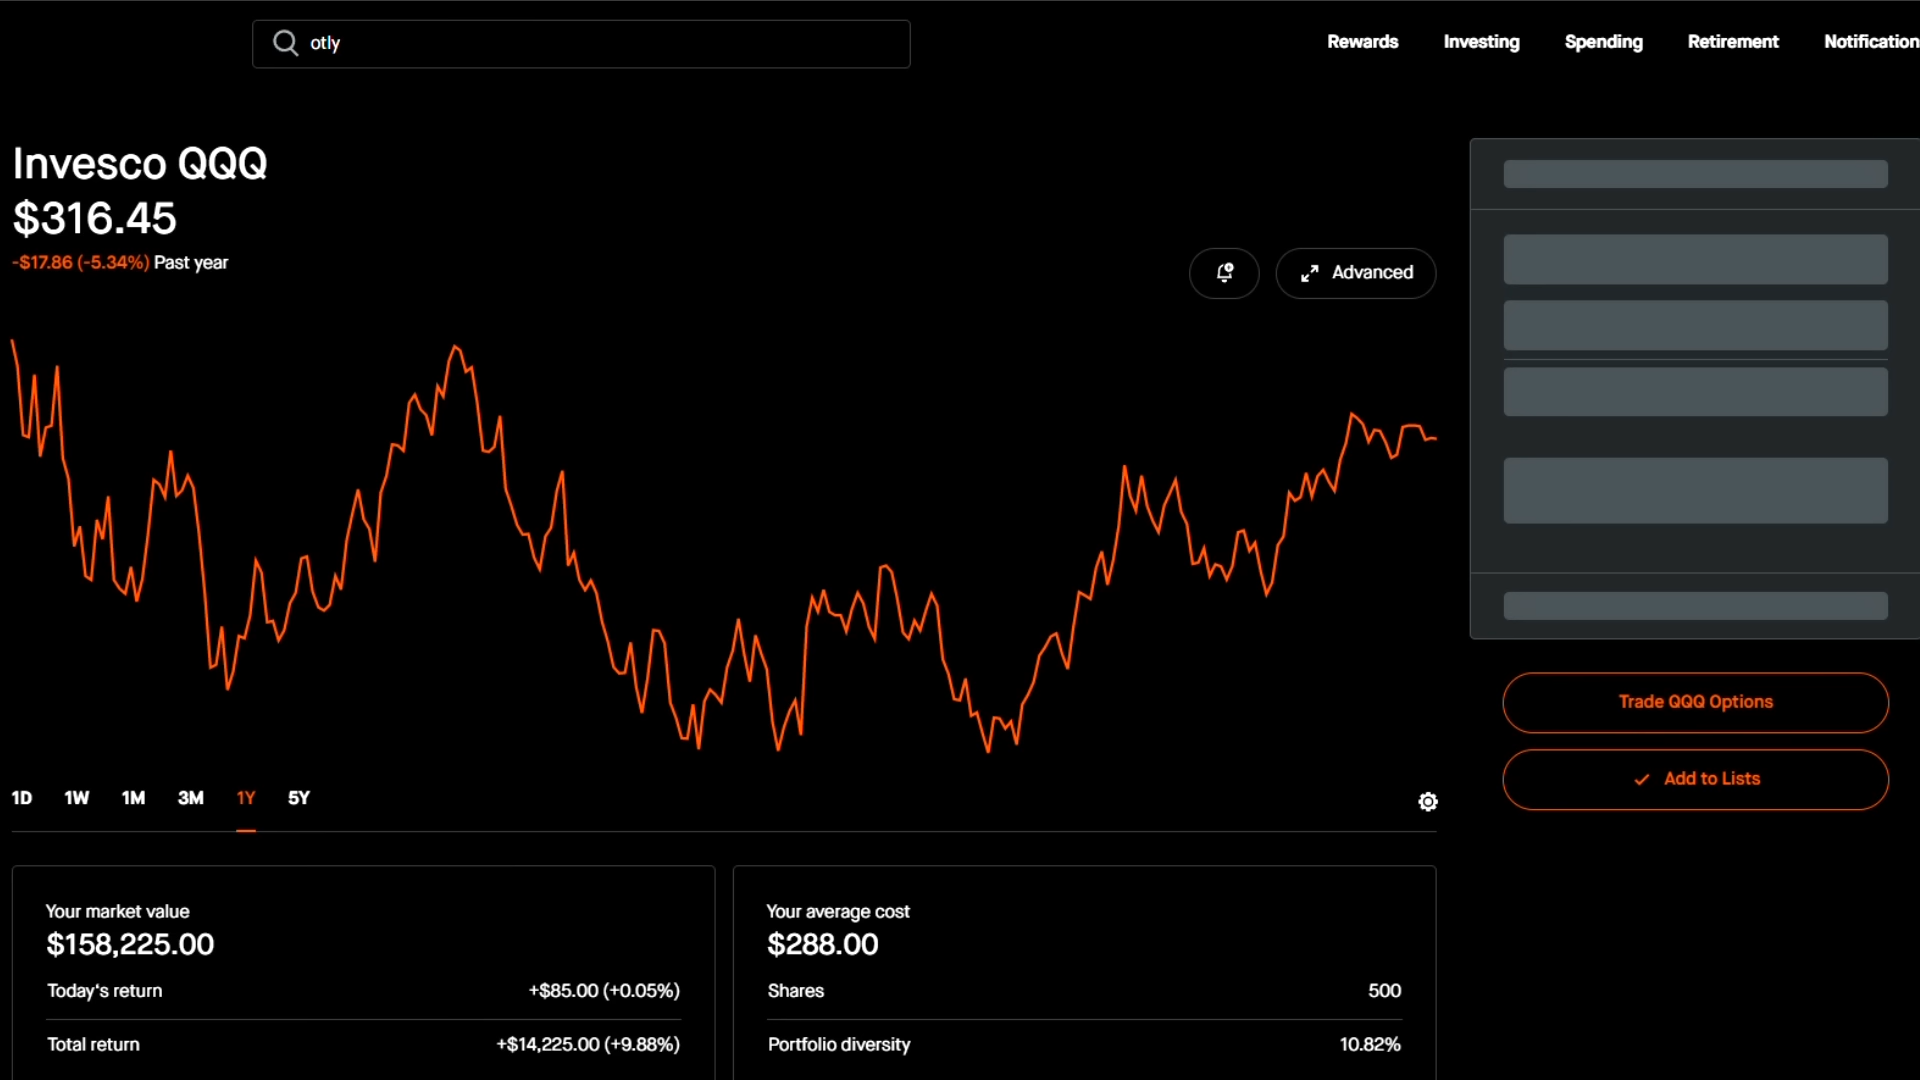 otly
Rewards Investing Spending Retirement Notification
Invesco QQQ
$316.45
-$17.86 (-5.34%) Past year
Advanced
Trade QQQ Options
Add to Lists
1D 1W 1M 3M 1Y 5Y
Your market value
$158,225.00
Today's return +$85.00 (+0.05%)
Total return +$14,225.00 (+9.88%)
Your average cost
$288.00
Shares 500
Portfolio diversity 10.82%